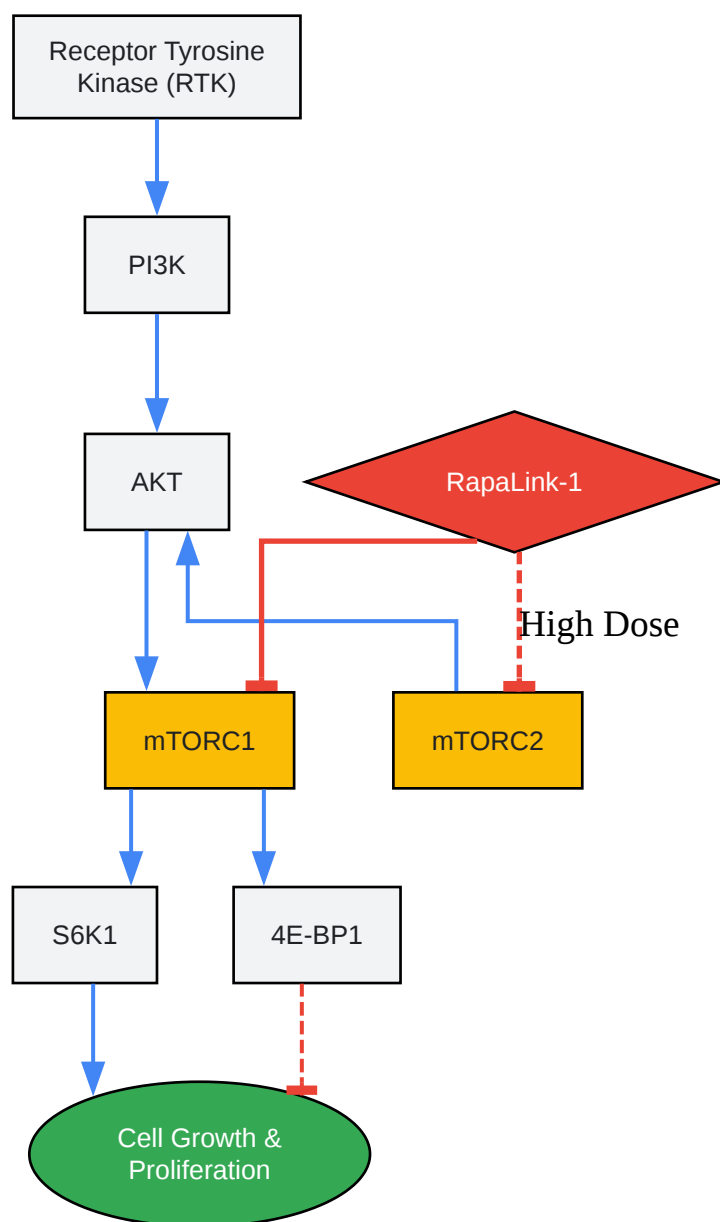 Receptor Tyrosine
Kinase (RTK)
PI3K
AKT
RapaLink-1
High Dose
mTORC1
mTORC2
S6K1
4E-BP1
Cell Growth &
Proliferation